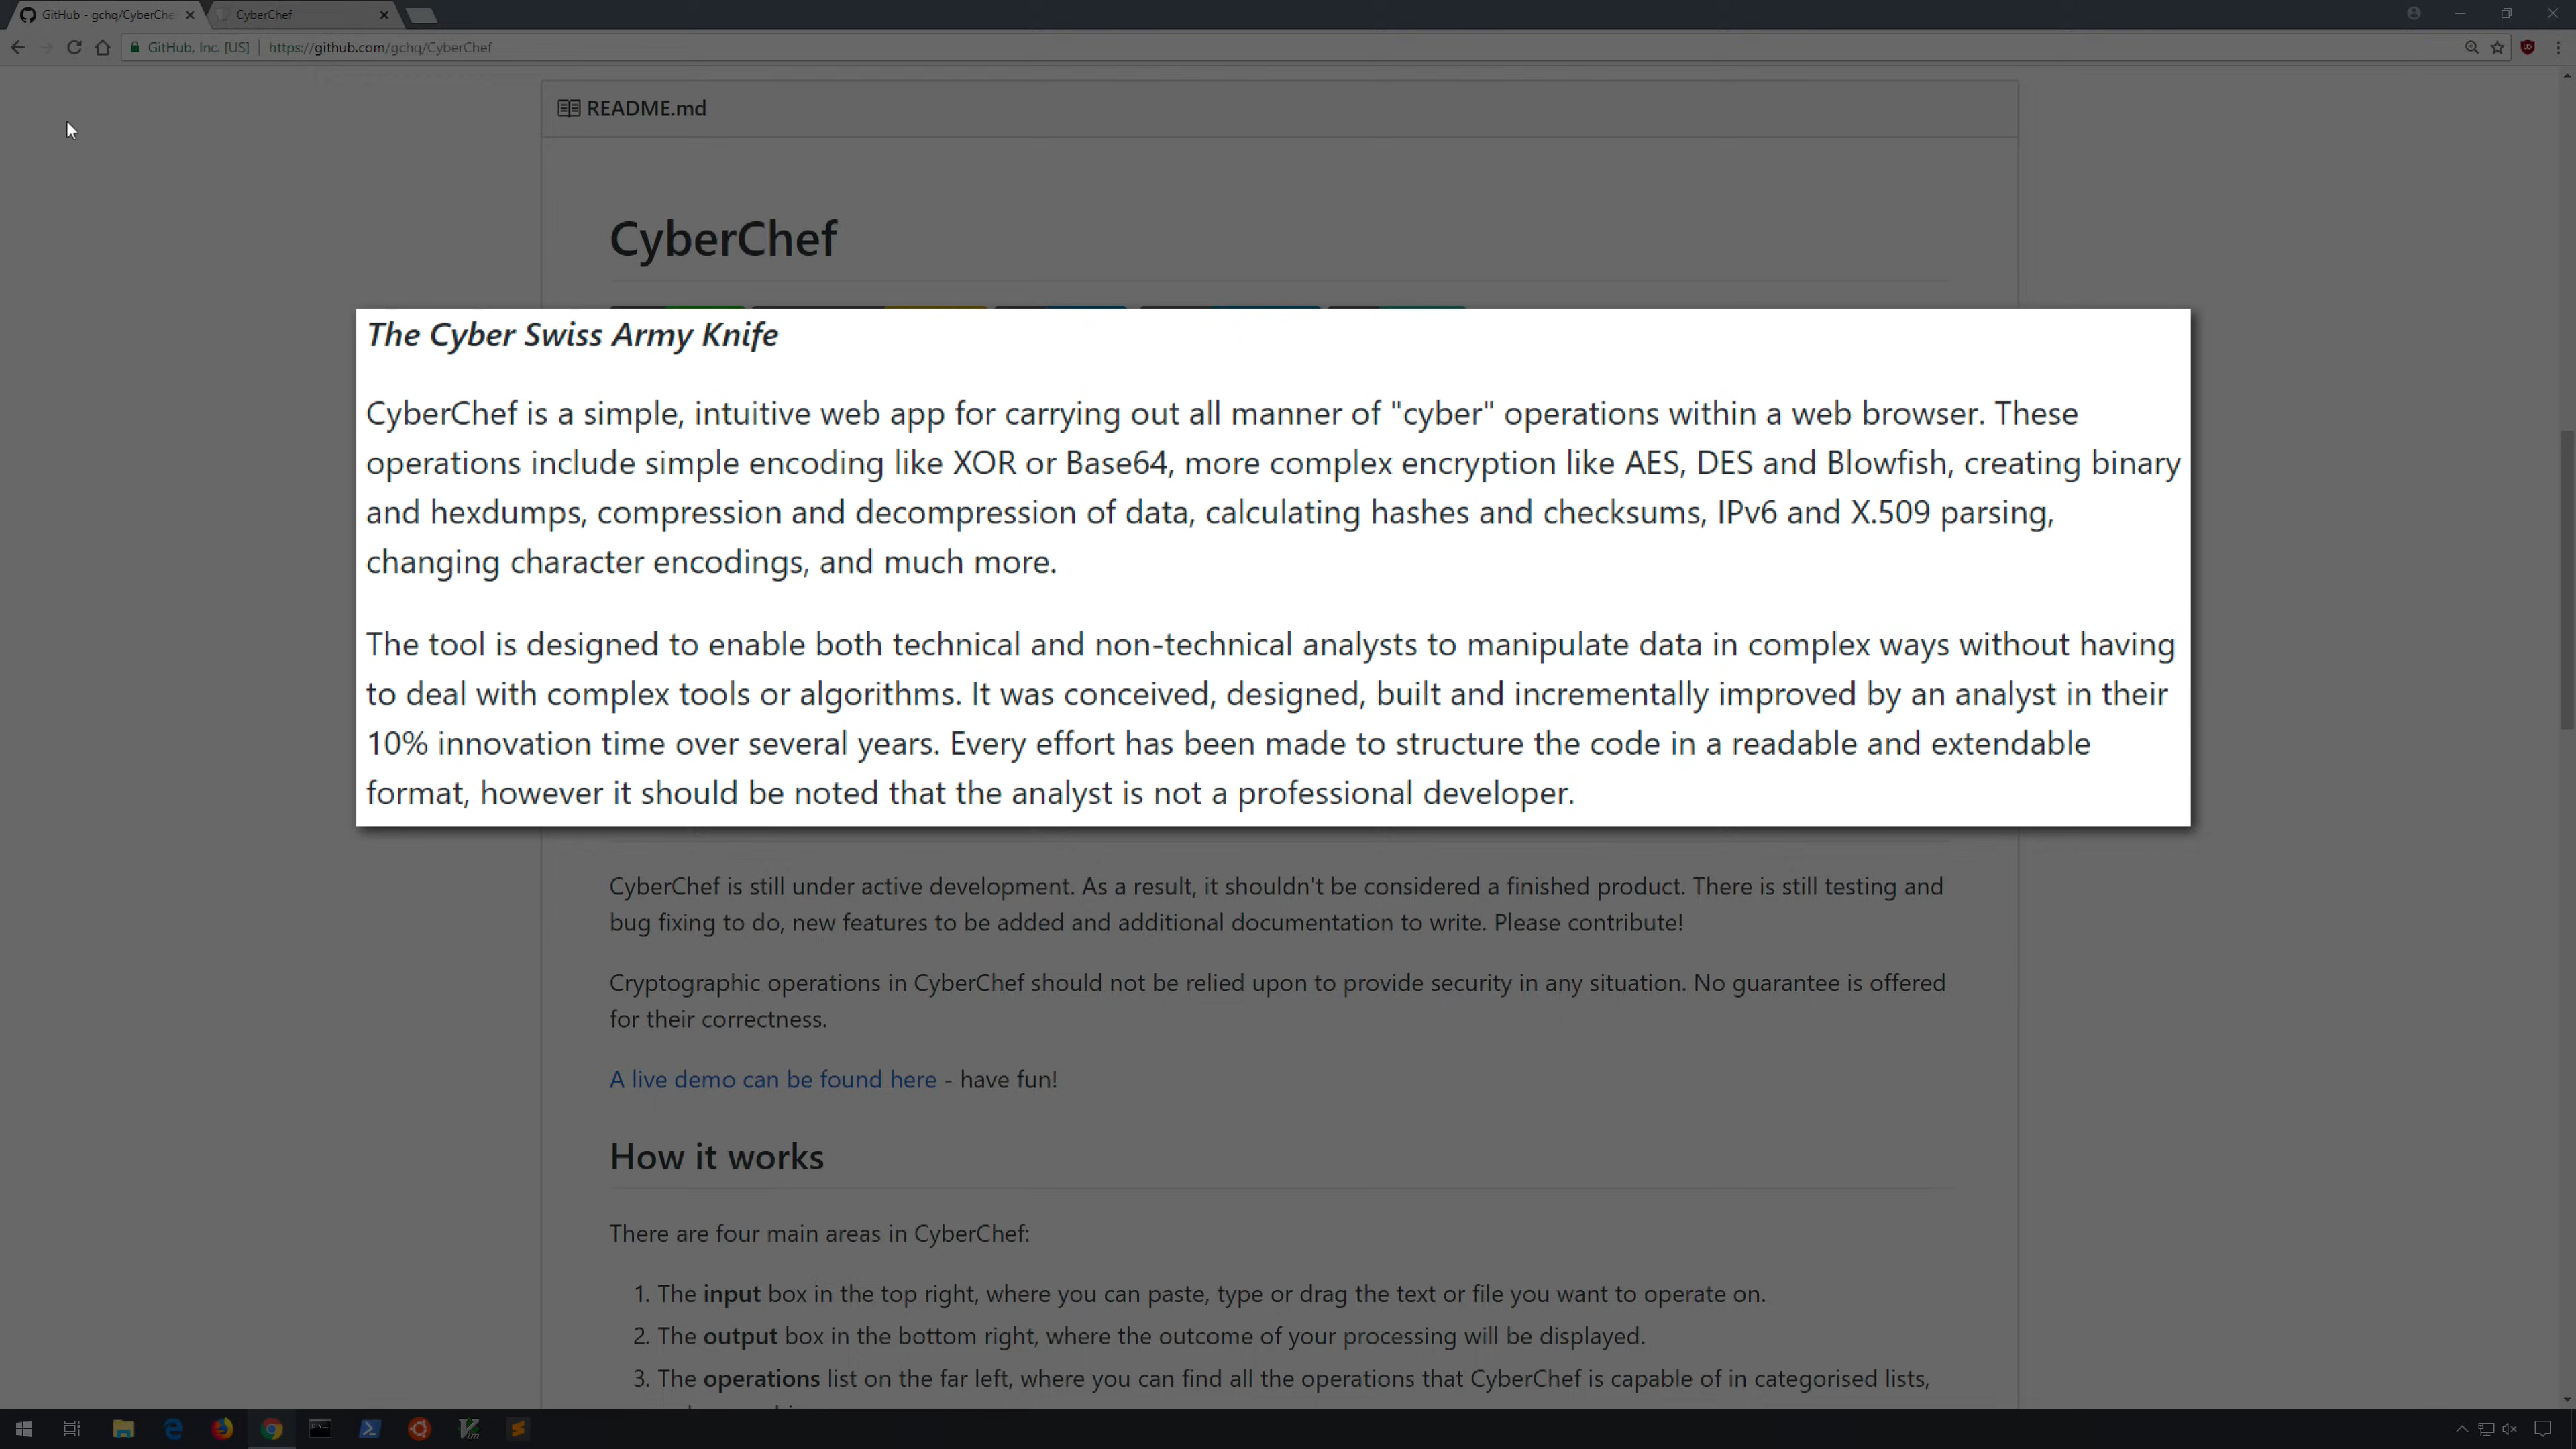 GitHub - gchq/CyberChe
CyberChef
GitHub, Inc. [US]
https://github.com/gchq/CyberChef
README.md
CyberChef
The Cyber Swiss Army Knife
CyberChef is a simple, intuitive web app for carrying out all manner of "cyber" operations within a web browser. These
operations include simple encoding like XOR or Base64, more complex encryption like AES, DES and Blowfish, creating binary
and hexdumps, compression and decompression of data, calculating hashes and checksums, IPv6 and X.509 parsing,
changing character encodings, and much more.
The tool is designed to enable both technical and non-technical analysts to manipulate data in complex ways without having
to deal with complex tools or algorithms. It was conceived, designed, built and incrementally improved by an analyst in their
10% innovation time over several years. Every effort has been made to structure the code in a readable and extendable
format, however it should be noted that the analyst is not a professional developer.
CyberChef is still under active development. As a result, it shouldn't be considered a finished product. There is still testing and
bug fixing to do, new features to be added and additional documentation to write. Please contribute!
Cryptographic operations in CyberChef should not be relied upon to provide security in any situation. No guarantee is offered
for their correctness.
A live demo can be found here - have fun!
How it works
There are four main areas in CyberChef:
1. The input box in the top right, where you can paste, type or drag the text or file you want to operate on.
2. The output box in the bottom right, where the outcome of your processing will be displayed.
3. The operations list on the far left, where you can find all the operations that CyberChef is capable of in categorised lists,